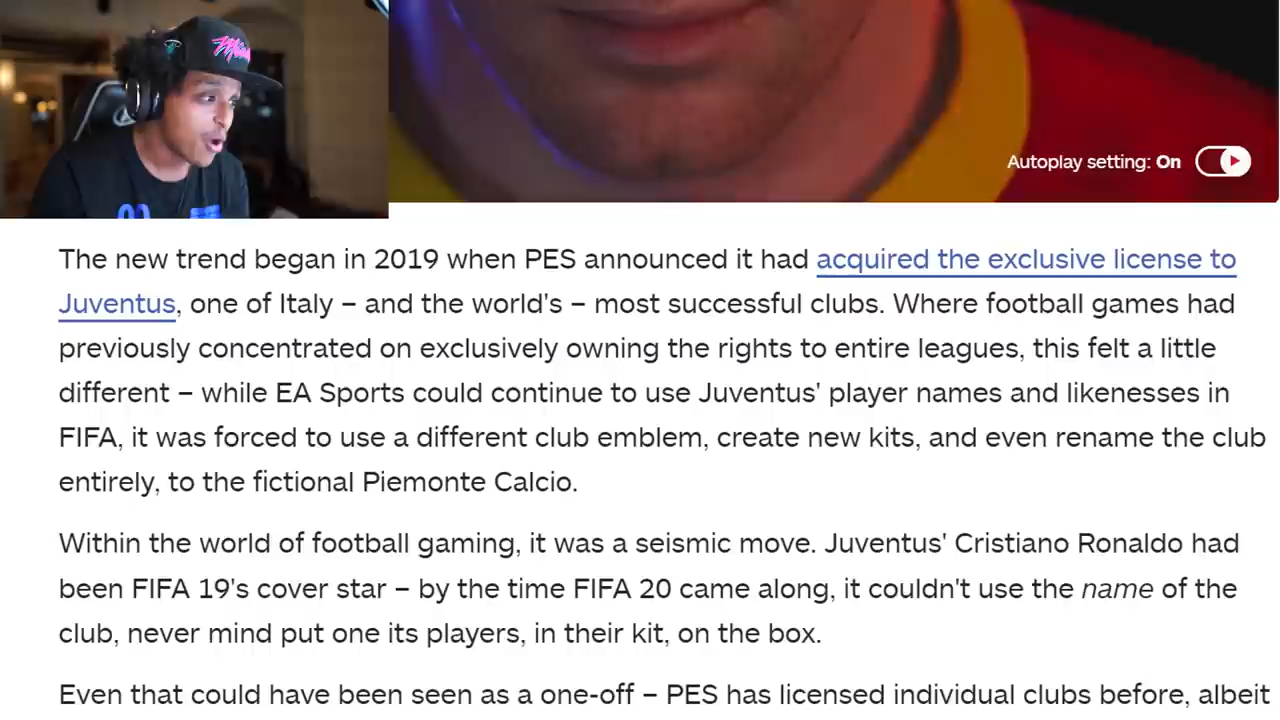 Miami
Autoplay setting: On
The new trend began in 2019 when PES announced it had acquired the exclusive license to
Juventus, one of Italy – and the world's – most successful clubs. Where football games had
previously concentrated on exclusively owning the rights to entire leagues, this felt a little
different – while EA Sports could continue to use Juventus' player names and likenesses in
FIFA, it was forced to use a different club emblem, create new kits, and even rename the club
entirely, to the fictional Piemonte Calcio.
Within the world of football gaming, it was a seismic move. Juventus' Cristiano Ronaldo had
been FIFA 19's cover star – by the time FIFA 20 came along, it couldn't use the name of the
club, never mind put one its players, in their kit, on the box.
Even that could have been seen as a one-off – PES has licensed individual clubs before, albeit